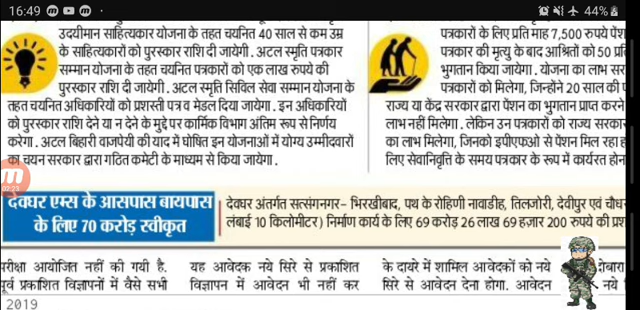 16:49
44%
उदयीमान साहित्यकार योजना के तहत चयनित 40 साल से कम उम्र
के साहित्यकारों को पुरस्कार राशि दी जायेगी. अटल स्मृति पत्रकार
सम्मान योजना के तहत चयनित पत्रकारों को एक लाख रुपये की
पुरस्कार राशि दी जायेगी. अटल स्मृति सिविल सेवा सम्मान योजना के
तहत चयनित अधिकारियों को प्रशस्ती पत्र व मेडल दिया जायेगा. इन अधिकारियों
को पुरस्कार राशि देने या न देने के मुद्दे पर कार्मिक विभाग अंतिम रूप से निर्णय
करेगा. अटल बिहारी वाजपेयी की याद में घोषित इन योजनाओं में योग्य उम्मीदवारों
का चयन सरकार द्वारा गठित कमेटी के माध्यम से किया जायेगा.
पत्रकारों के लिए प्रति माह 7,500 रुपये
पत्रकार की मृत्यु के बाद आश्रितों को 50
भुगतान किया जायेगा. योजना का लाभ
पत्रकारों को मिलेगा, जिन्होंने 20 साल की
राज्य या केंद्र सरकार द्वारा पेंशन का भुगतान प्राप्त करने
लाभ नहीं मिलेगा. लेकिन उन पत्रकारों को राज्य सरकार
का लाभ मिलेगा, जिनको इपीएफओ से पेंशन मिल रहा
लिए सेवानिवृत्ति के समय पत्रकार के रूप में कार्यरत
02:23
देवघर एम्स के आसपास बायपास
के लिए 70 करोड़ स्वीकृत
देवघर अंतर्गत सत्संगनगर- भिरखीबाद, पथ के रोहिणी नावाडीह, तिलजोरी, देवीपुर एवं
लंबाई 10 किलोमीटर) निर्माण कार्य के लिए 69 करोड़ 26 लाख 69 हज़ार 200 रुपये की
परीक्षा आयोजित नहीं की गयी है.
पूर्व प्रकाशित विज्ञापनों में वैसे सभी
यह आवेदक नये सिरे से प्रकाशित
विज्ञापन में आवेदन भी नहीं कर
के दायरे में शामिल आवेदकों को नये
सिरे से आवेदन देना होगा. आवेदन
दोबारा
नये
2019